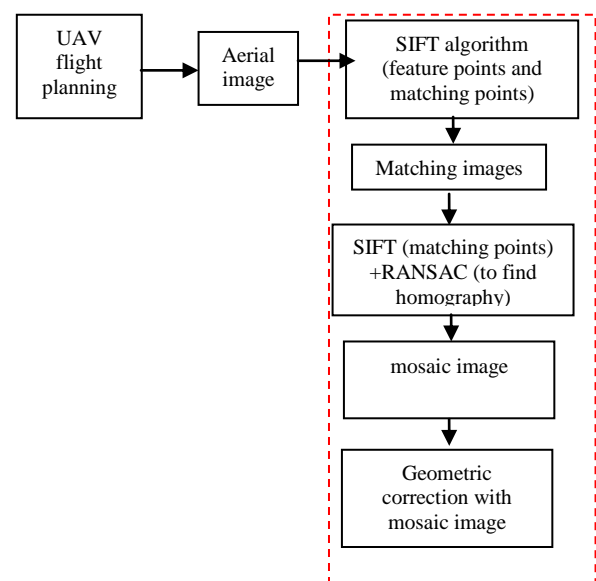 UAV
flight
planning
Aerial
image
SIFT algorithm
(feature points and
matching points)
Matching images
SIFT (matching points)
+RANSAC (to find
homography)
mosaic image
Geometric
correction with
mosaic image